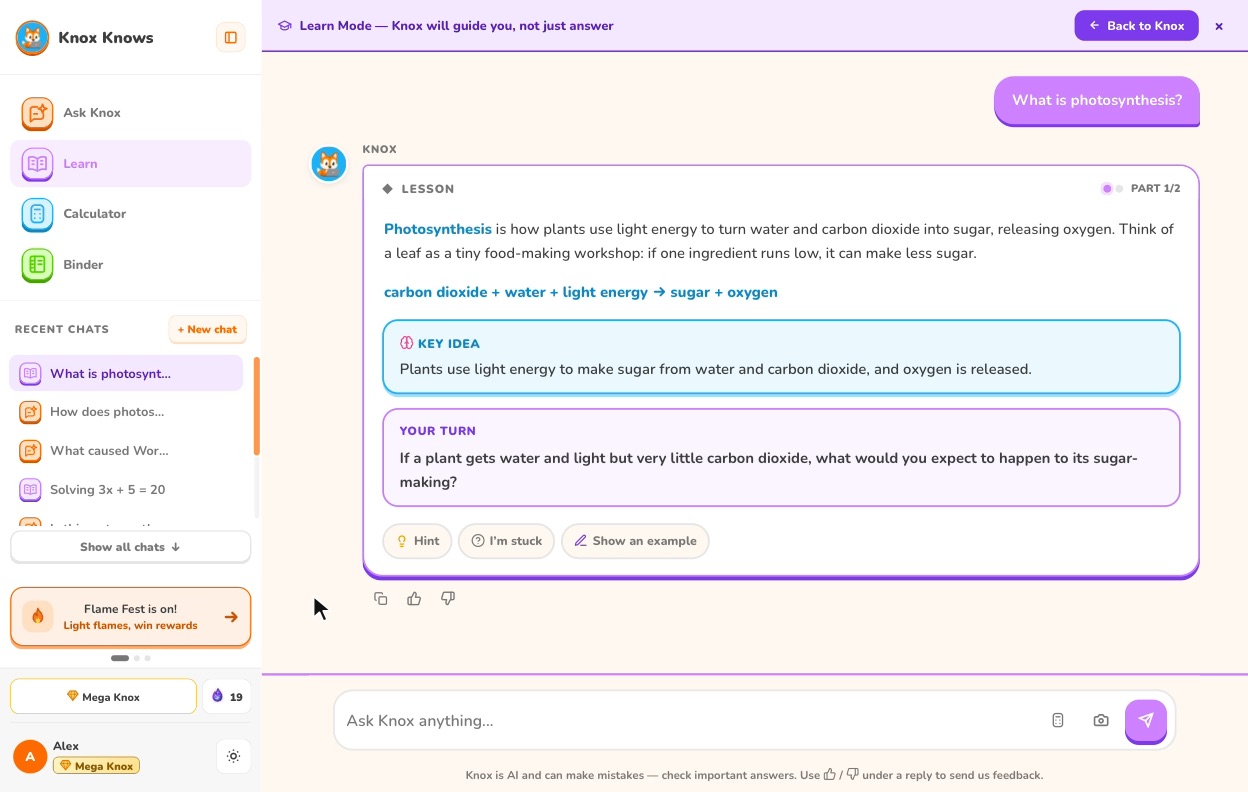 Knox Knows
Ask Knox
Learn
Calculator
Binder
RECENT CHATS
+ New chat
What is photosynt...
How does photos...
What caused Wor...
Solving 3x + 5 = 20
Show all chats ↓
Flame Fest is on!
Light flames, win rewards
→
Mega Knox
19
A
Alex
Mega Knox
Learn Mode — Knox will guide you, not just answer
← Back to Knox
×
What is photosynthesis?
KNOX
◆ LESSON
PART 1/2
Photosynthesis is how plants use light energy to turn water and carbon dioxide into sugar, releasing oxygen. Think of
a leaf as a tiny food-making workshop: if one ingredient runs low, it can make less sugar.
carbon dioxide + water + light energy → sugar + oxygen
KEY IDEA
Plants use light energy to make sugar from water and carbon dioxide, and oxygen is released.
YOUR TURN
If a plant gets water and light but very little carbon dioxide, what would you expect to happen to its sugar-
making?
Hint
I'm stuck
Show an example
Ask Knox anything...
Knox is AI and can make mistakes — check important answers. Use / under a reply to send us feedback.